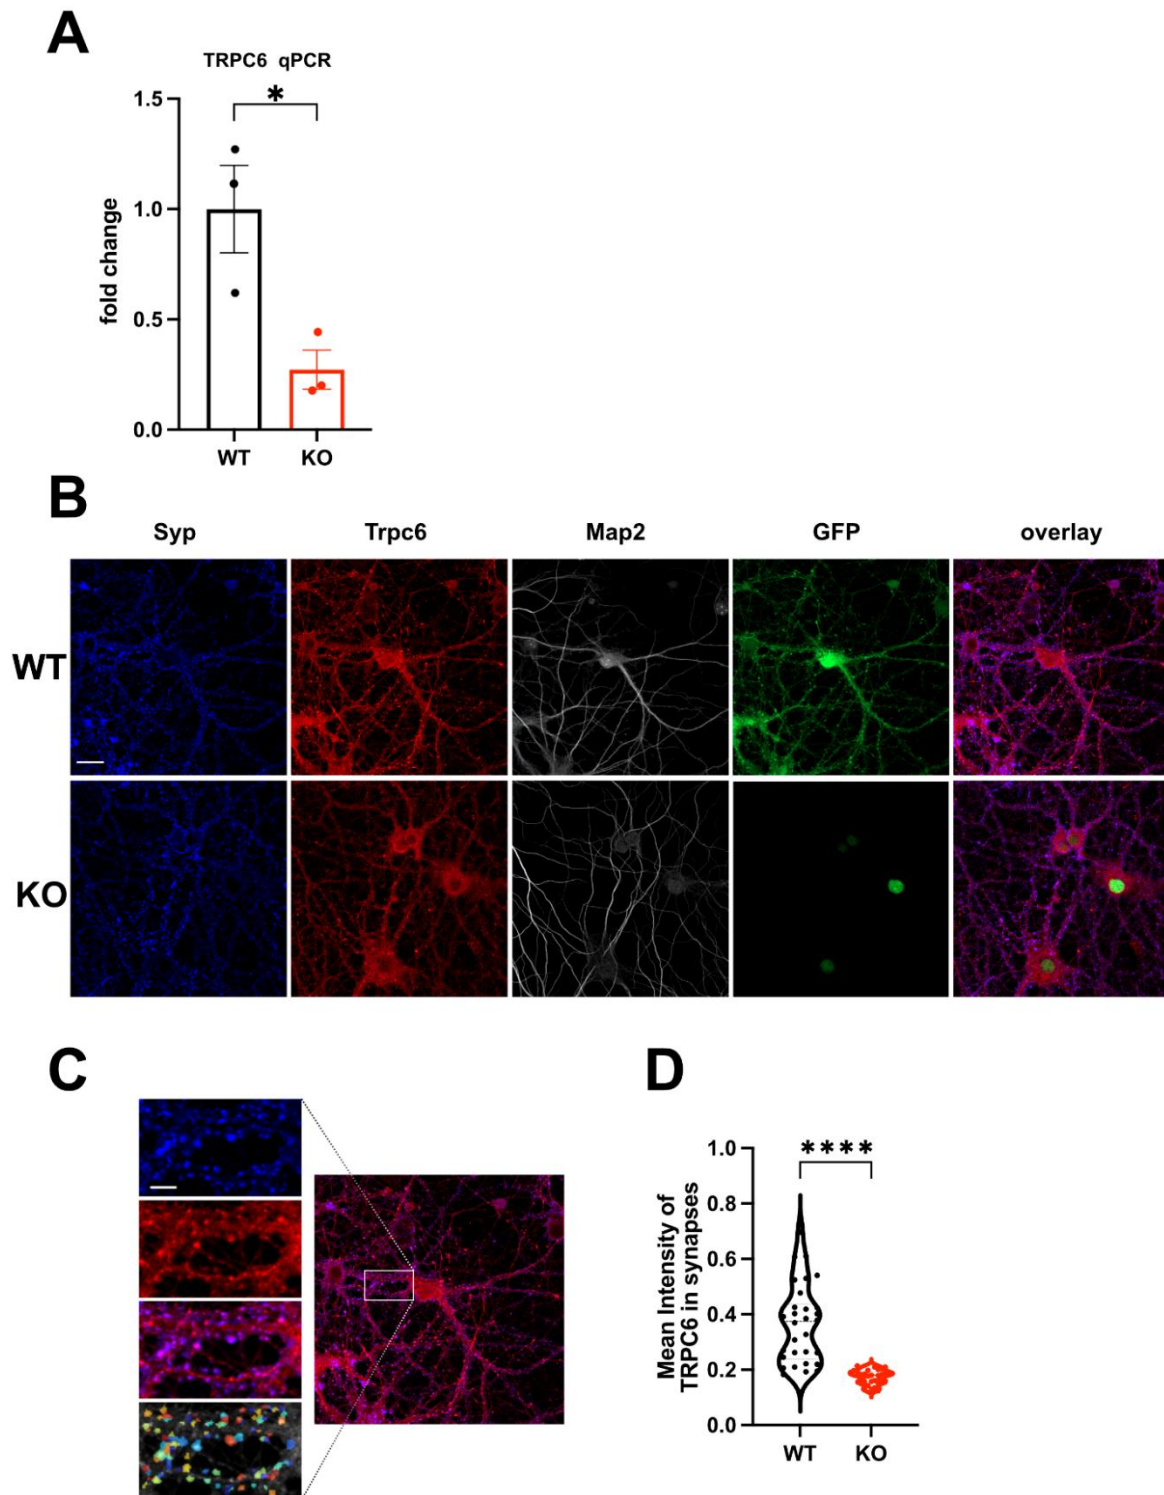 A
TRPC6 qPCR
*
1.5
1.0
0.5
0.0
fold change
WT KO
B
Syp Trpc6 Map2 GFP overlay
WT
KO
C
D
****
1.0
0.8
0.6
0.4
0.2
0.0
Mean Intensity of
TRPC6 in synapses
WT KO